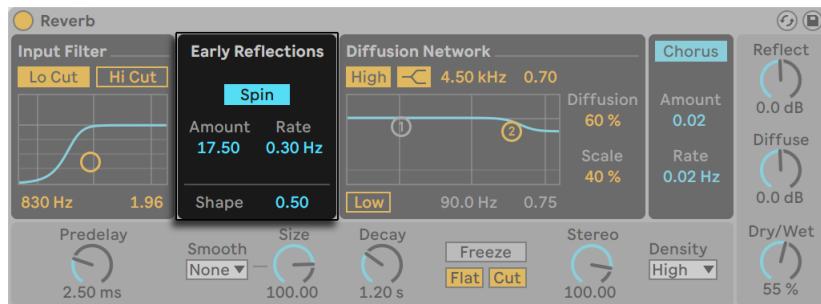 Reverb
Input Filter
Lo Cut Hi Cut
830 Hz 1.96
Early Reflections
Spin
Amount Rate
17.50 0.30 Hz
Shape 0.50
Diffusion Network
High 4.50 kHz 0.70
1
2
Diffusion
60 %
Scale
40 %
Low 90.0 Hz 0.75
Chorus
Amount
0.02
Rate
0.02 Hz
Reflect
0.0 dB
Diffuse
0.0 dB
Dry/Wet
55 %
Predelay
2.50 ms
Smooth
None
Size
100.00
Decay
1.20 s
Freeze
Flat Cut
Stereo
100.00
Density
High